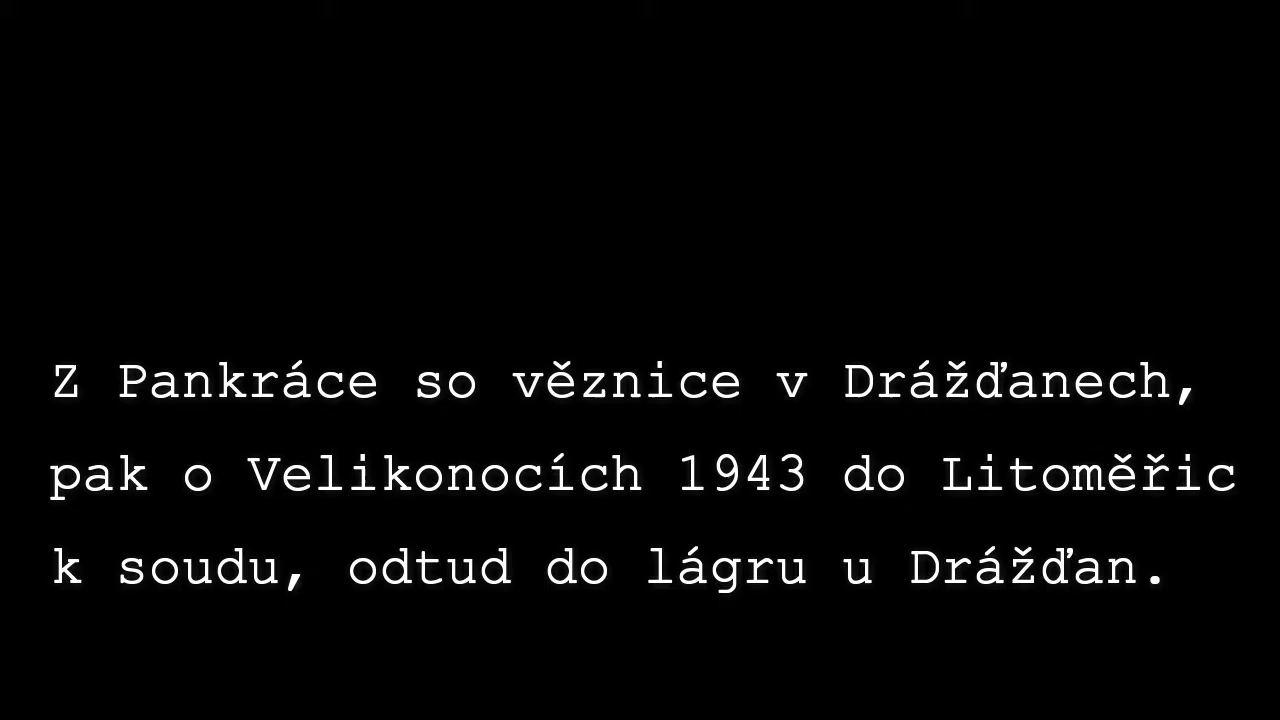 Z Pankráce so věznice v Drážďanech,
pak o Velikonocích 1943 do Litoměřic
k soudu, odtud do lágru u Drážďan.